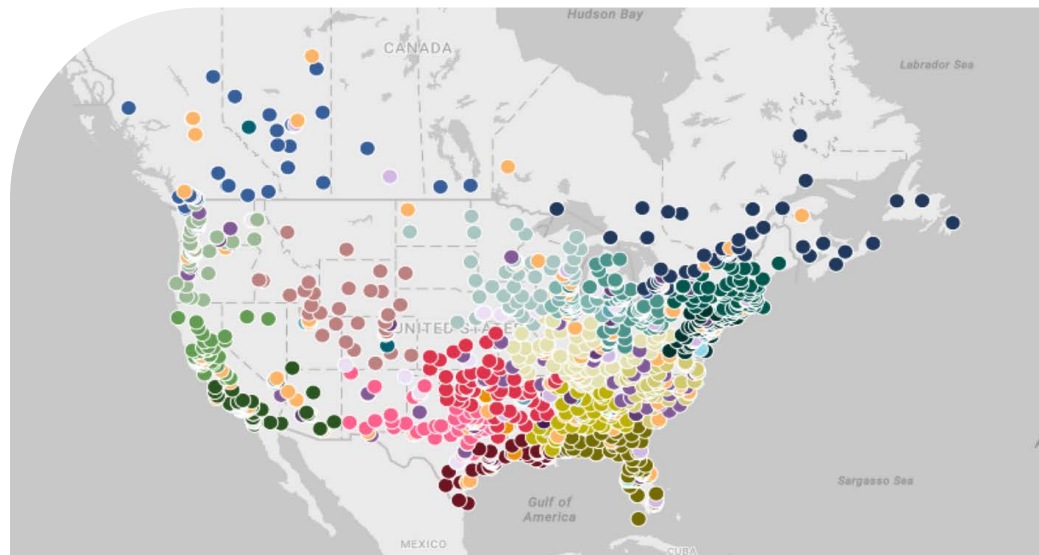 Hudson Bay
CANADA
Labrador Sea
UNITED STATES
Sargasso Sea
Gulf of
America
MEXICO
CUBA